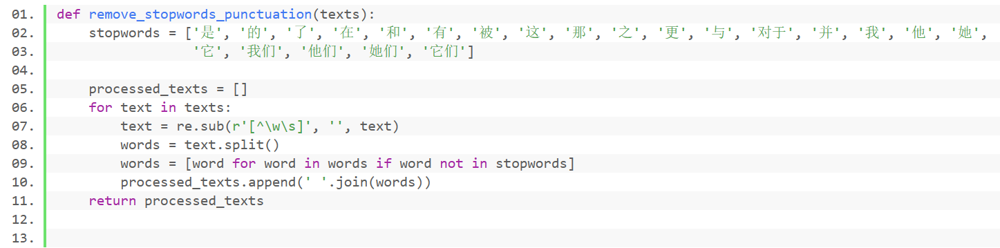 01. def remove_stopwords_punctuation(texts):
02.     stopwords = ['是', '的', '了', '在', '和', '有', '被', '这', '那', '之', '更', '与', '对于', '并', '我', '他', '她',
03.                  '它', '我们', '他们', '她们', '它们']
04.
05.     processed_texts = []
06.     for text in texts:
07.         text = re.sub(r'[^\w\s]', '', text)
08.         words = text.split()
09.         words = [word for word in words if word not in stopwords]
10.         processed_texts.append(' '.join(words))
11.     return processed_texts
12.
13.